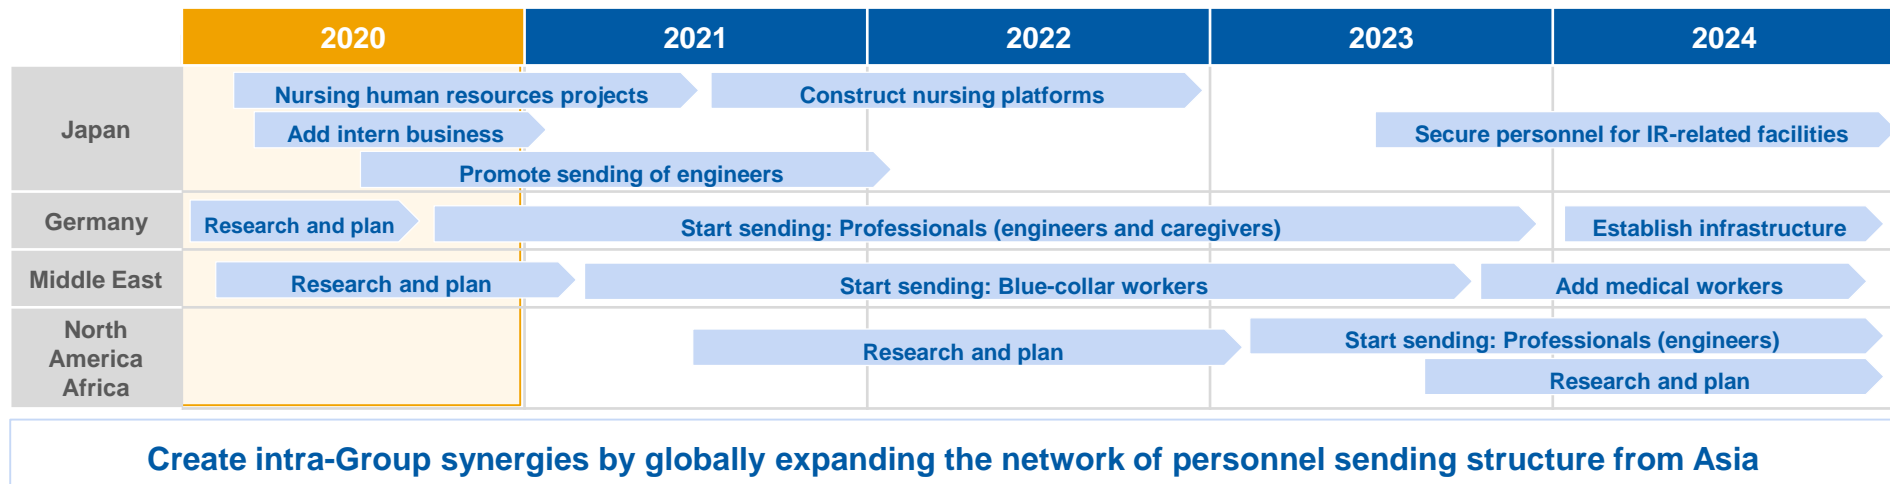 2020
2021
2022
2023
2024
Japan
Nursing human resources projects
Construct nursing platforms
Add intern business
Secure personnel for IR-related facilities
Promote sending of engineers
Germany
Research and plan
Start sending: Professionals (engineers and caregivers)
Establish infrastructure
Middle East
Research and plan
Start sending: Blue-collar workers
Add medical workers
North
America
Africa
Research and plan
Start sending: Professionals (engineers)
Research and plan
Create intra-Group synergies by globally expanding the network of personnel sending structure from Asia